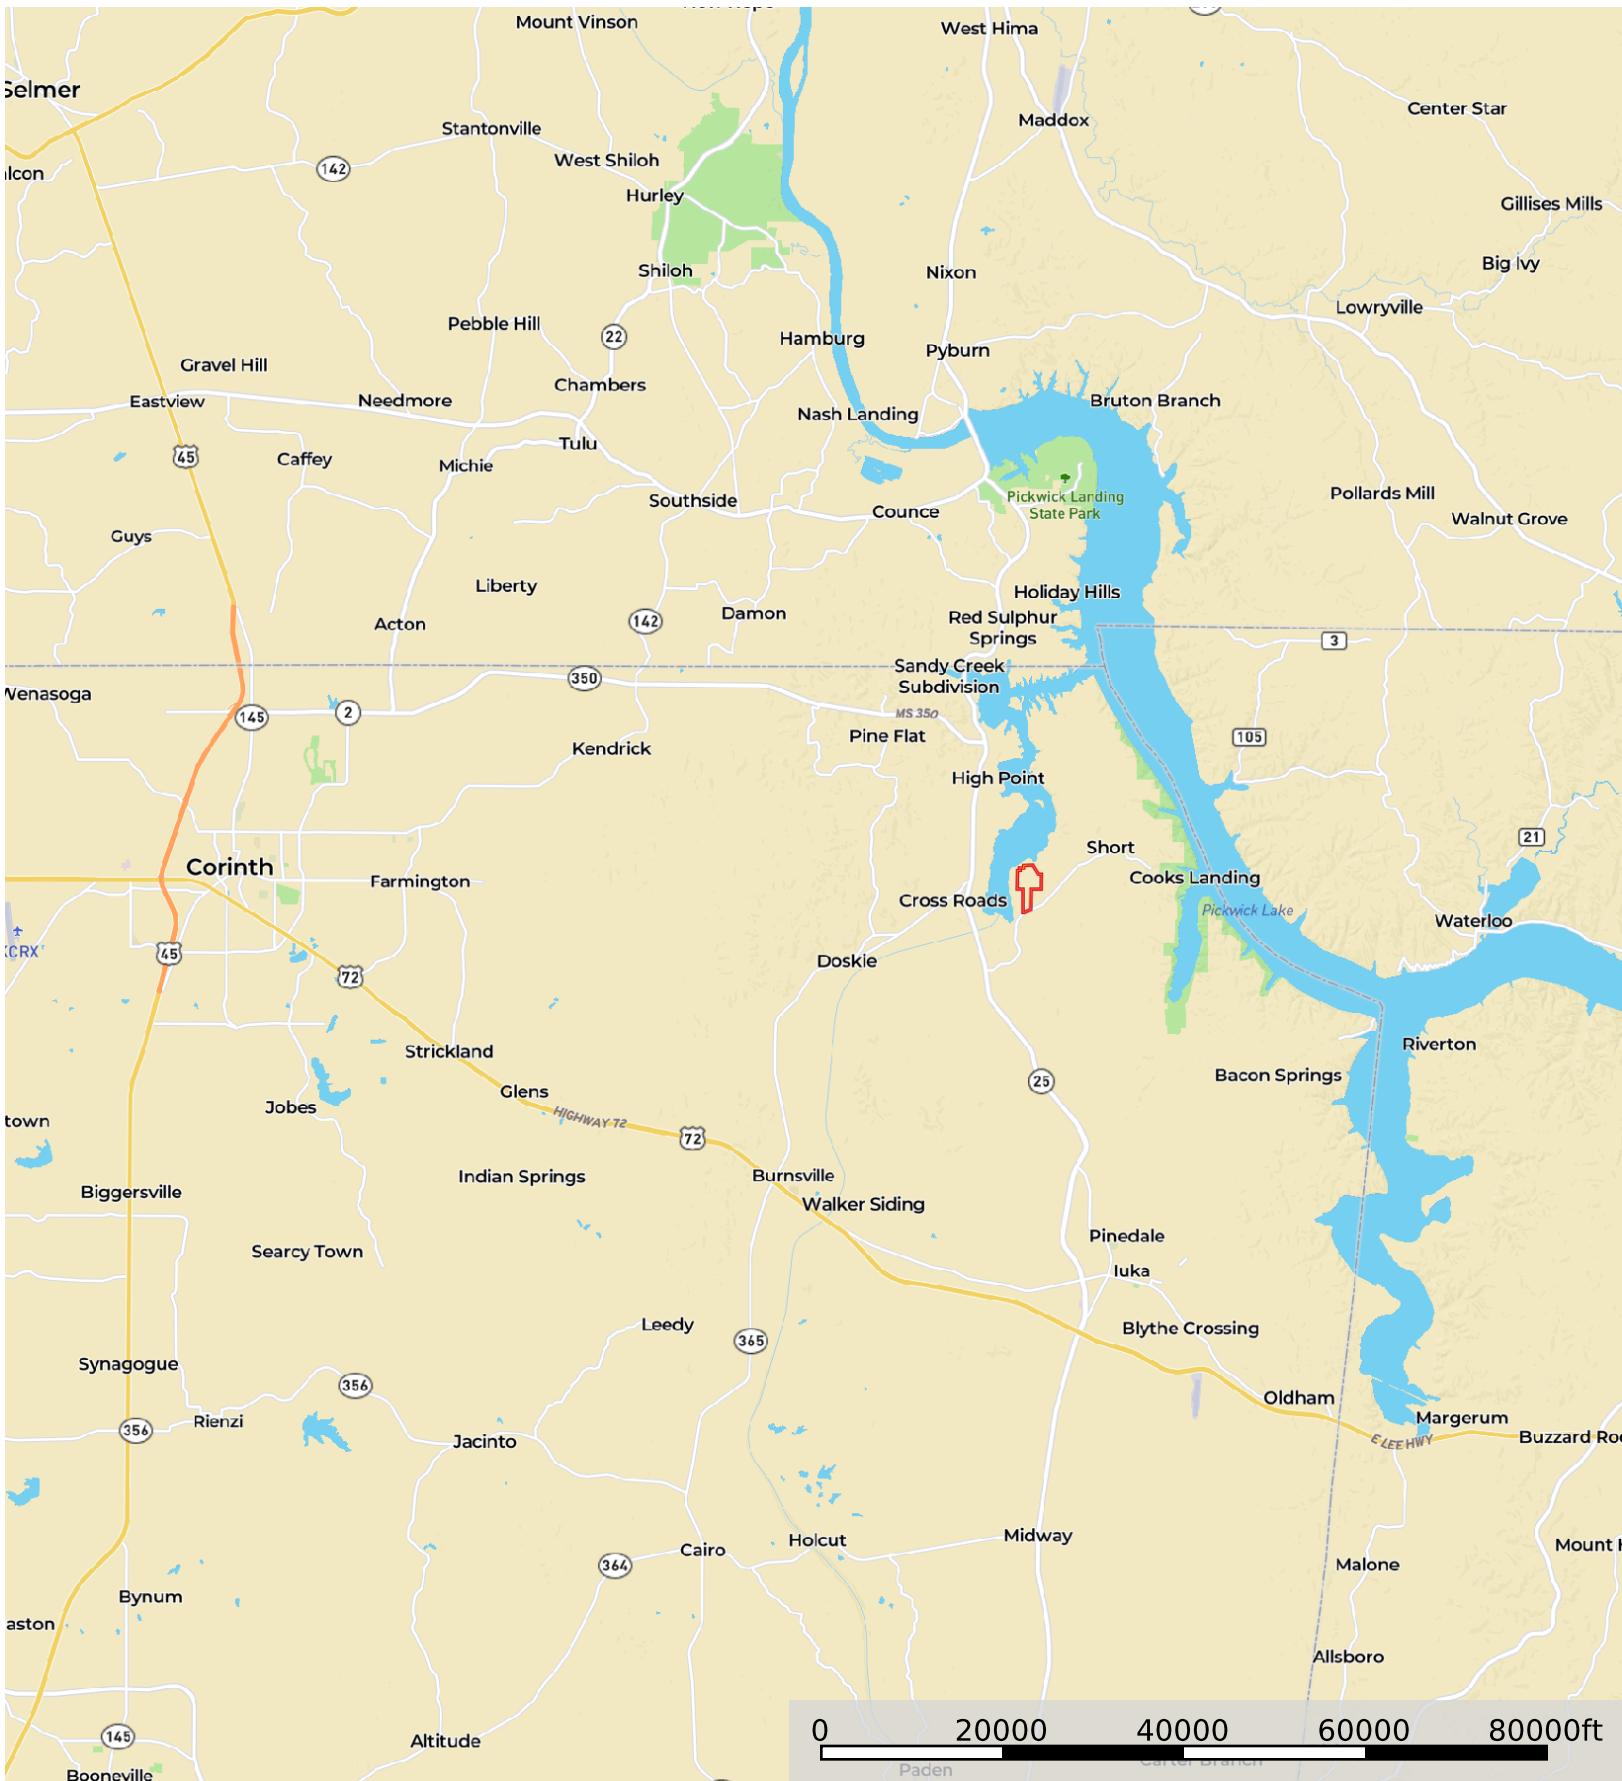 Mount Vinson
West Hima
Selmer
Center Star
Maddox
Stantonville
West Shiloh
142
alcon
Hurley
Gillises Mills
Big Ivy
Shiloh
Nixon
Lowryville
Pebble Hill
22
Hamburg
Pyburn
Gravel Hill
Chambers
Eastview
Needmore
Nash Landing
Bruton Branch
Tulu
45
Caffey
Michie
Southside
Pickwick Landing
State Park
Pollards Mill
Counce
Walnut Grove
Guys
Liberty
Holiday Hills
Damon
Red Sulphur
Springs
Acton
142
3
Sandy Creek
Subdivision
Wenasoga
350
145
2
MS 350
Pine Flat
105
Kendrick
High Point
21
Short
Corinth
Farmington
Cooks Landing
Cross Roads
Pickwick Lake
Waterloo
KCRX
45
72
Doskie
Riverton
Strickland
Bacon Springs
25
Glens
Jobes
town
HIGHWAY 72
72
Indian Springs
Burnsville
Biggersville
Walker Siding
Searcy Town
Pinedale
Iuka
Leedy
365
Blythe Crossing
Synagogue
356
Oldham
Rienzi
356
Jacinto
Margerum
E LEE HWY
Buzzard Roo
Midway
Holcut
Cairo
Mount
364
Malone
Bynum
aston
Allsboro
145
Altitude
0 20000 40000 60000 80000ft
Carter Branch
Paden
Booneville